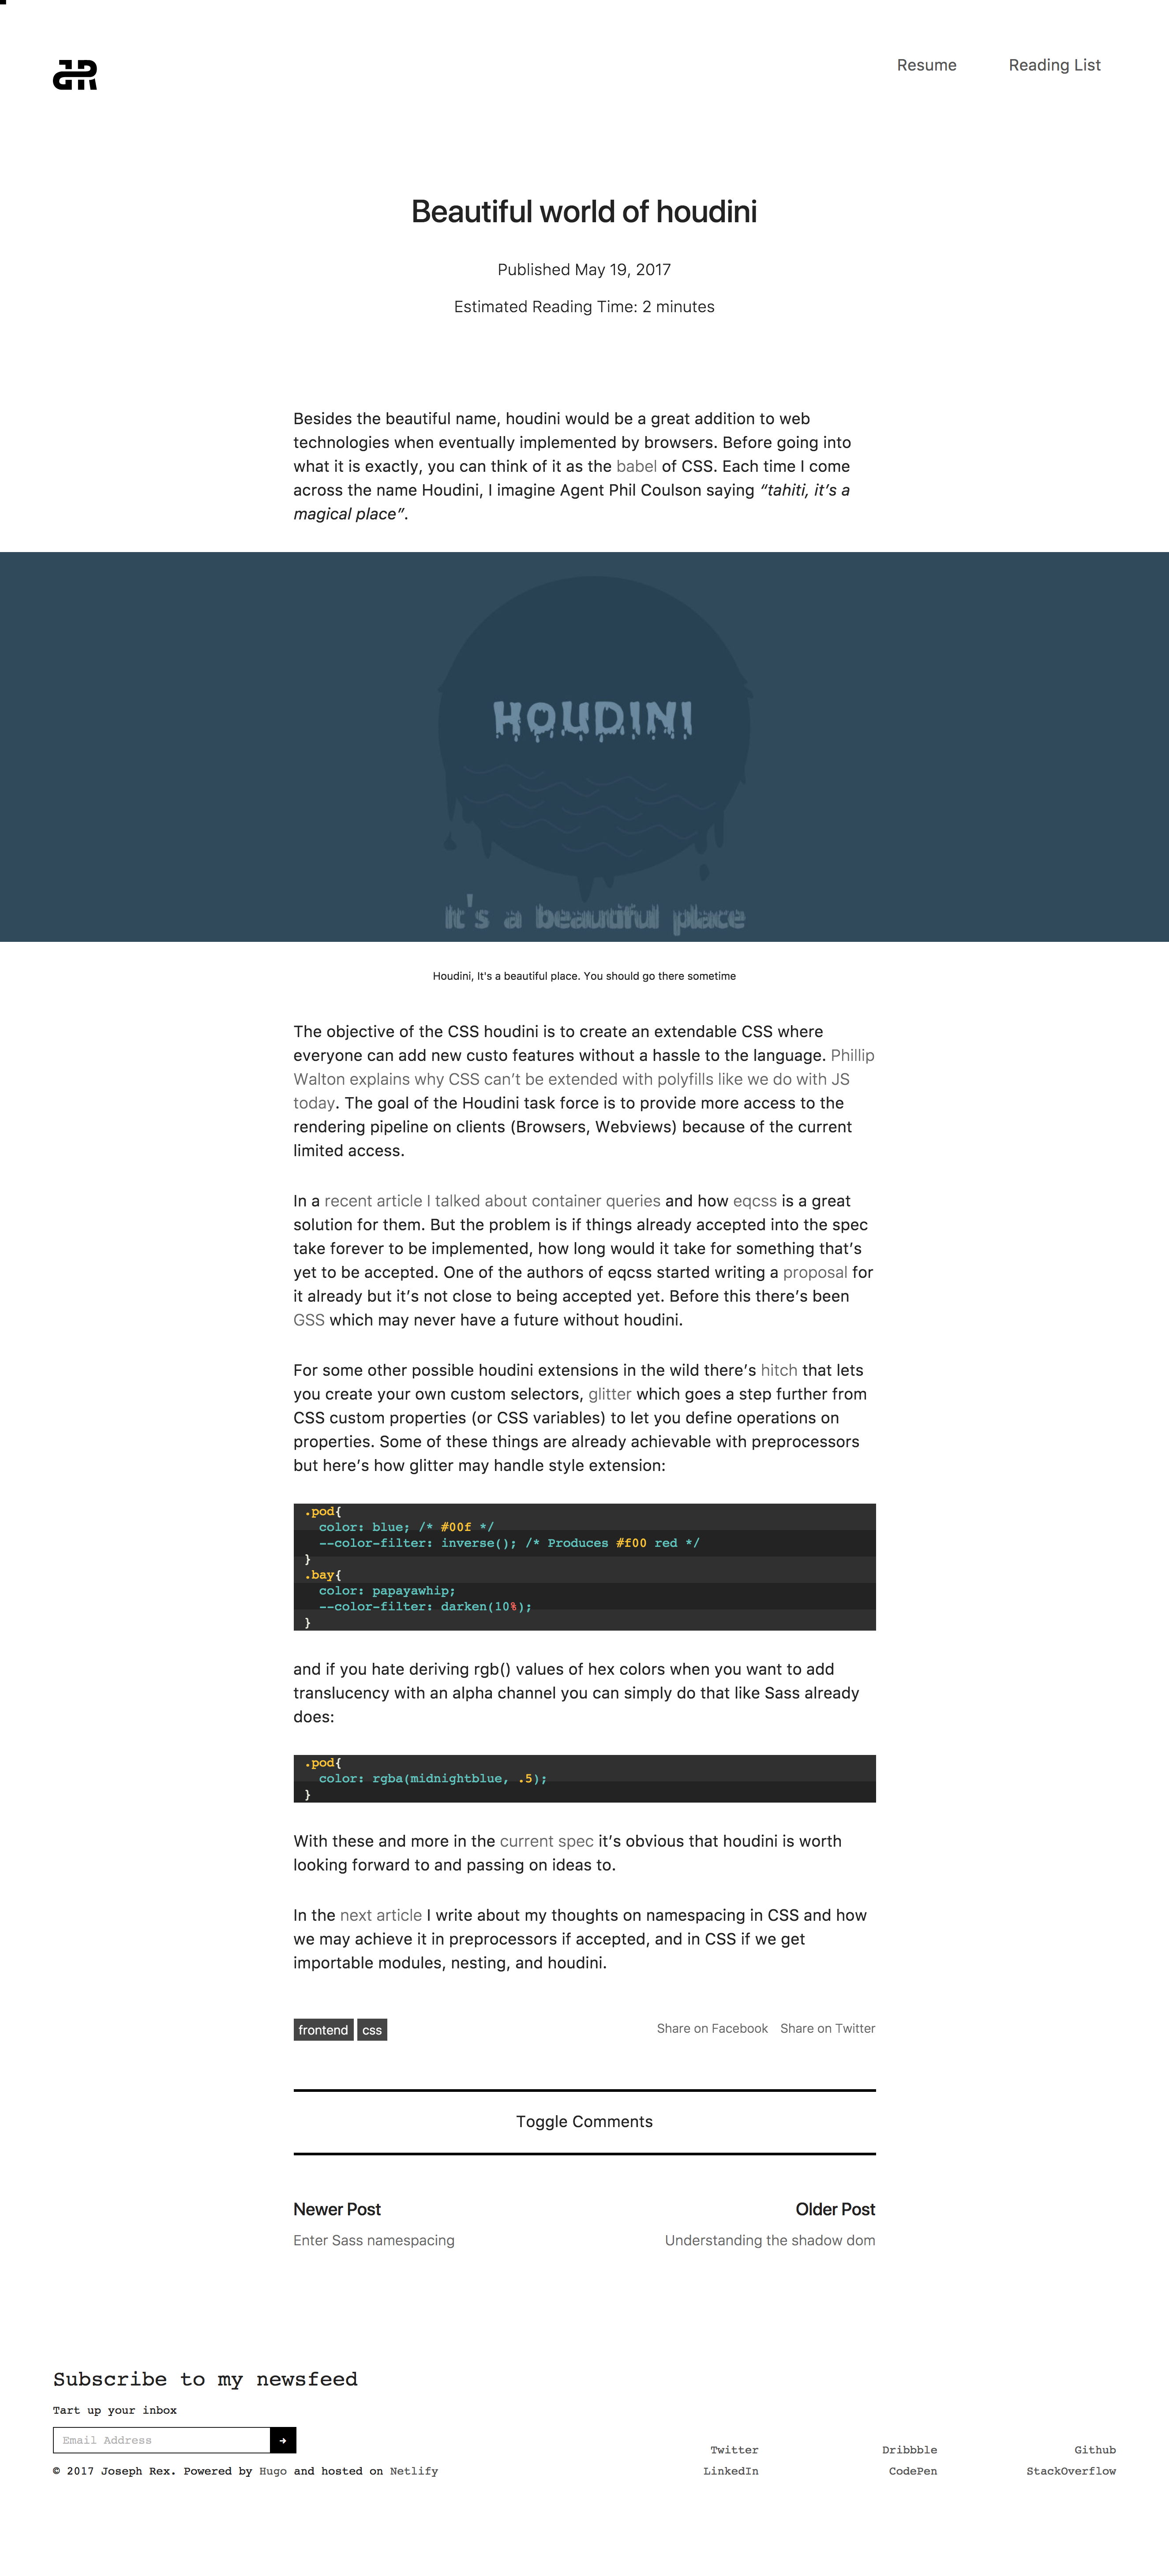 JR
Resume Reading List
Beautiful world of houdini
Published May 19, 2017
Estimated Reading Time: 2 minutes
Besides the beautiful name, houdini would be a great addition to web
technologies when eventually implemented by browsers. Before going into
what it is exactly, you can think of it as the babel of CSS. Each time I come
across the name Houdini, I imagine Agent Phil Coulson saying “tahiti, it’s a
magical place”.
HOUDINI
It's a beautiful place
Houdini, It's a beautiful place. You should go there sometime
The objective of the CSS houdini is to create an extendable CSS where
everyone can add new custo features without a hassle to the language. Phillip
Walton explains why CSS can’t be extended with polyfills like we do with JS
today. The goal of the Houdini task force is to provide more access to the
rendering pipeline on clients (Browsers, Webviews) because of the current
limited access.
In a recent article I talked about container queries and how eqcss is a great
solution for them. But the problem is if things already accepted into the spec
take forever to be implemented, how long would it take for something that’s
yet to be accepted. One of the authors of eqcss started writing a proposal for
it already but it’s not close to being accepted yet. Before this there’s been
GSS which may never have a future without houdini.
For some other possible houdini extensions in the wild there’s hitch that lets
you create your own custom selectors, glitter which goes a step further from
CSS custom properties (or CSS variables) to let you define operations on
properties. Some of these things are already achievable with preprocessors
but here’s how glitter may handle style extension:
.pod{
color: blue; /* #00f */
--color-filter: inverse(); /* Produces #f00 red */
}
.bay{
color: papayawhip;
--color-filter: darken(10%);
}
and if you hate deriving rgb() values of hex colors when you want to add
translucency with an alpha channel you can simply do that like Sass already
does:
.pod{
color: rgba(midnightblue, .5);
}
With these and more in the current spec it’s obvious that houdini is worth
looking forward to and passing on ideas to.
In the next article I write about my thoughts on namespacing in CSS and how
we may achieve it in preprocessors if accepted, and in CSS if we get
importable modules, nesting, and houdini.
frontend css Share on Facebook Share on Twitter
Toggle Comments
Newer Post Older Post
Enter Sass namespacing Understanding the shadow dom
Subscribe to my newsfeed
Tart up your inbox
Email Address →
Twitter Dribbble Github
© 2017 Joseph Rex. Powered by Hugo and hosted on Netlify LinkedIn CodePen StackOverflow